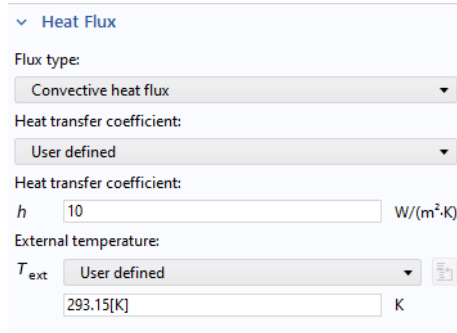 Heat Flux
Flux type:
Convective heat flux
Heat transfer coefficient:
User defined
Heat transfer coefficient:
h 10 W/(m²·K)
External temperature:
T_ext User defined
293.15[K] K